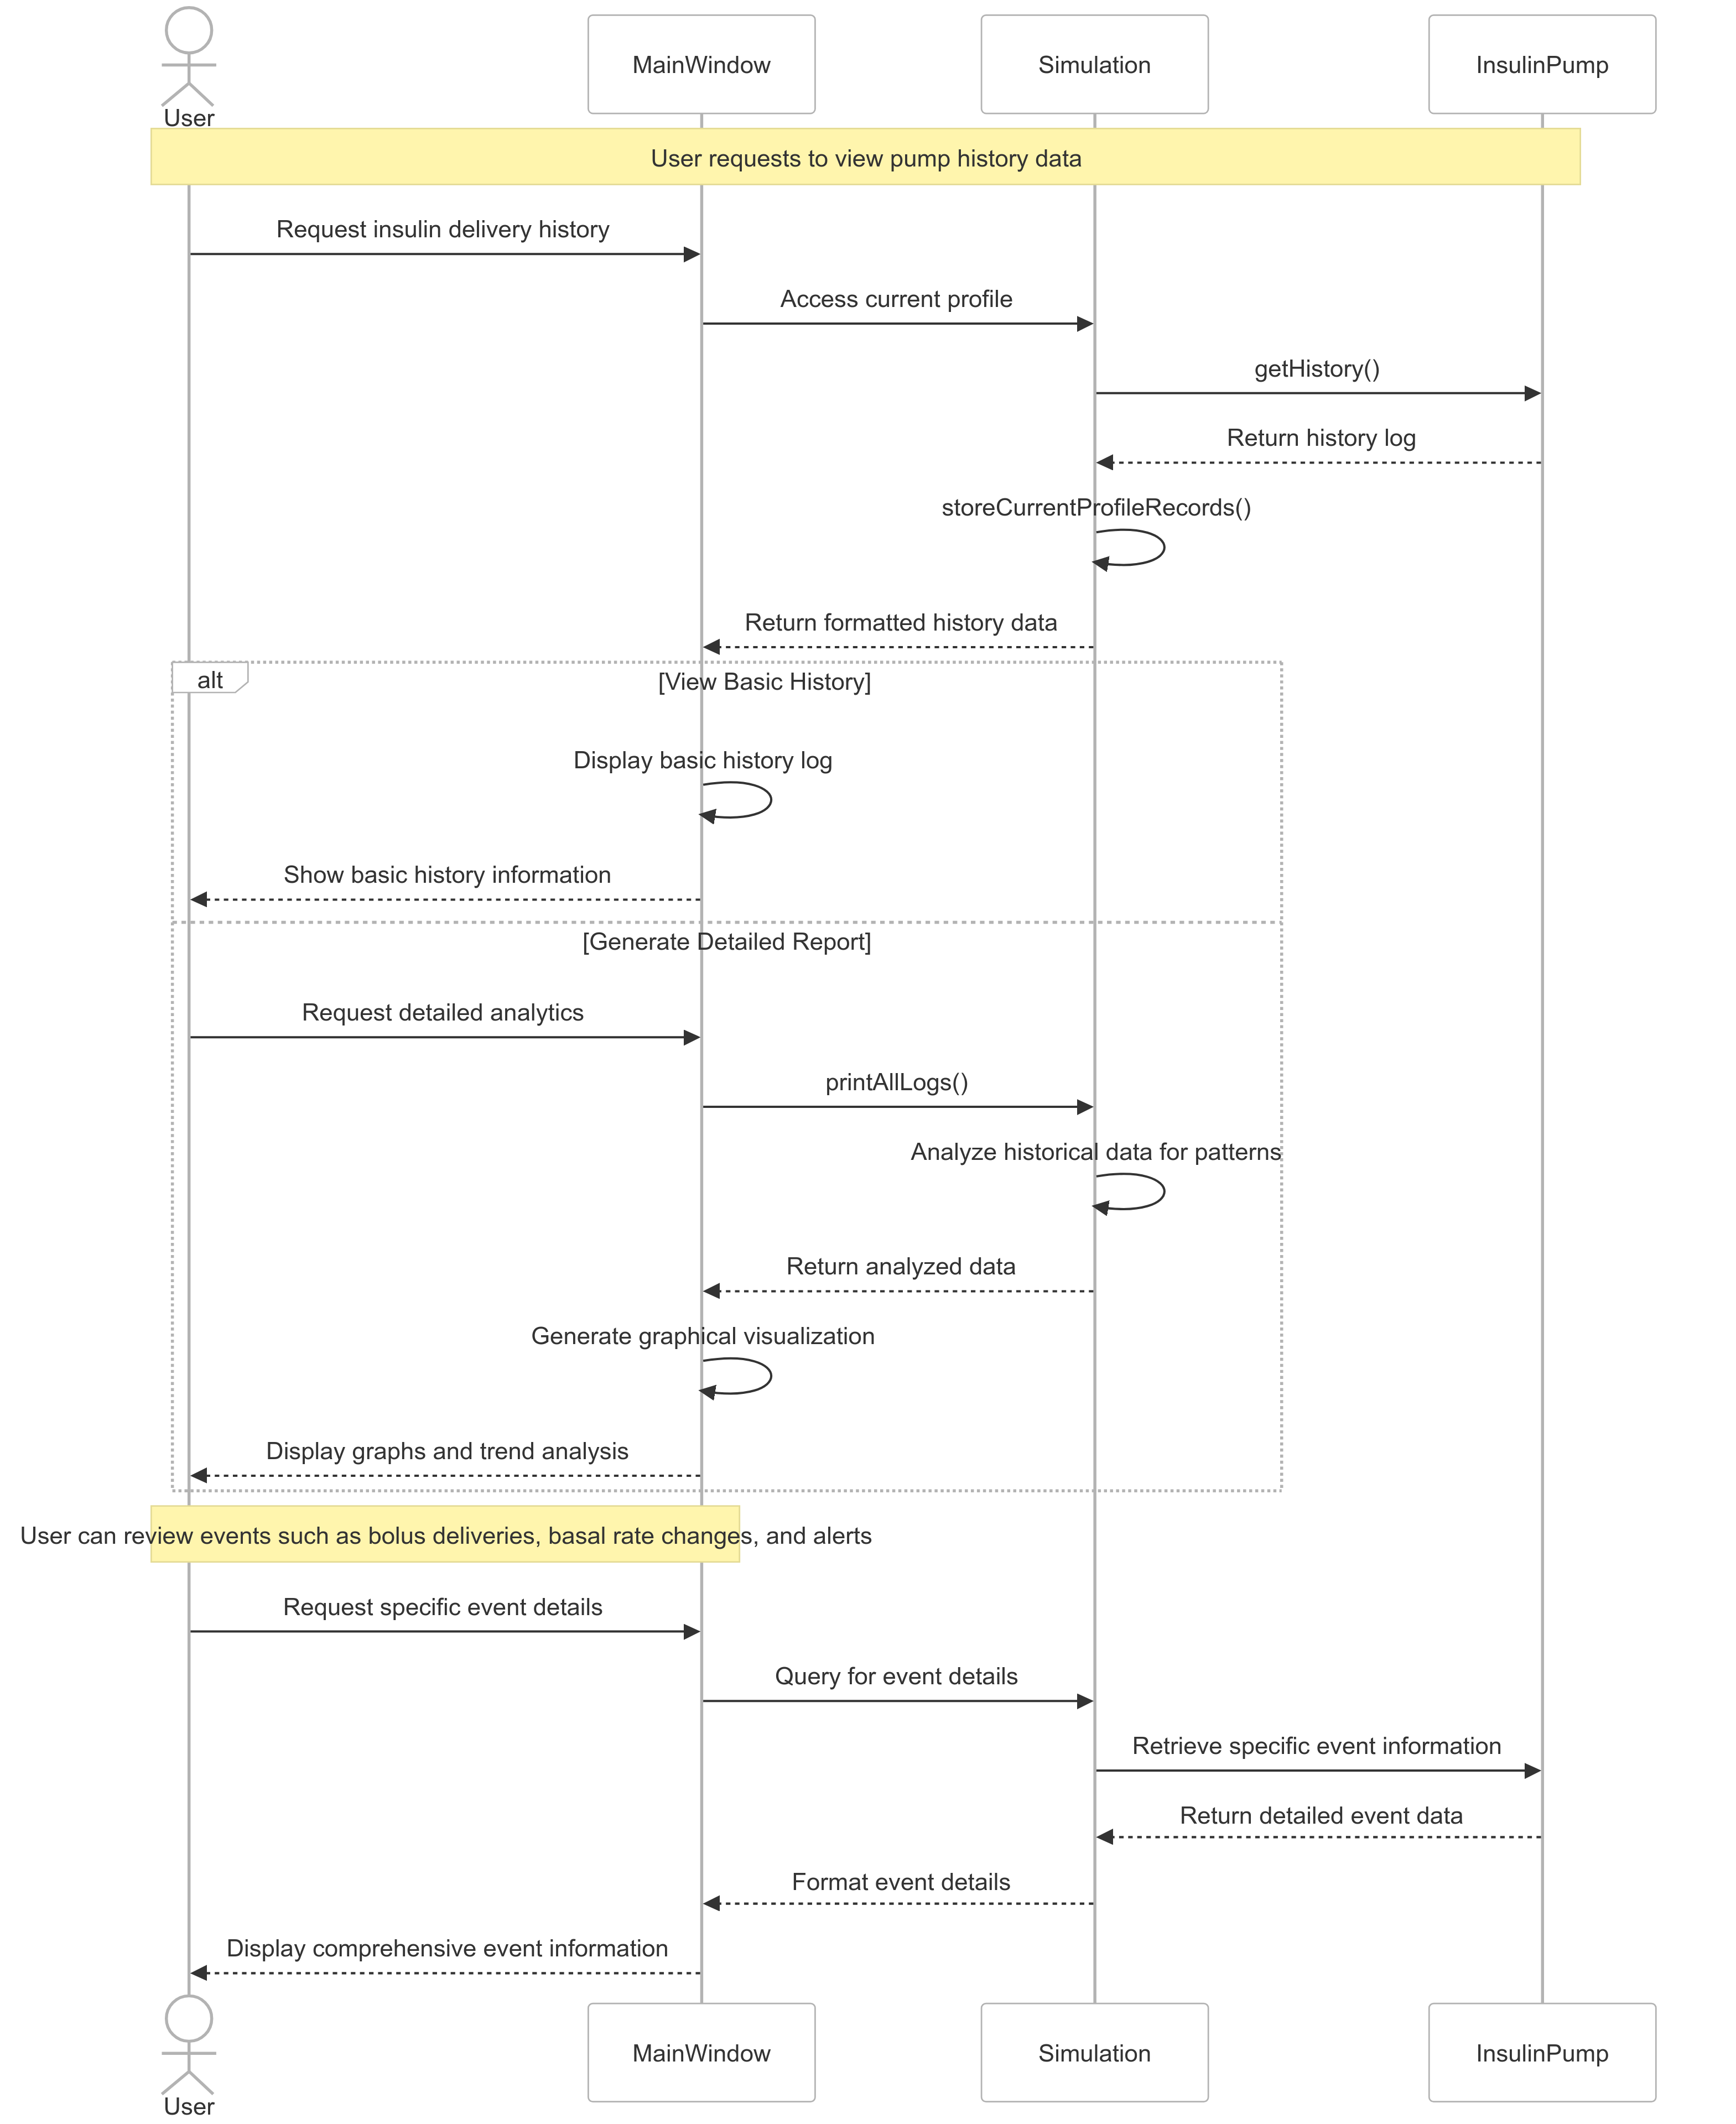 User
MainWindow
Simulation
InsulinPump
User requests to view pump history data
Request insulin delivery history
Access current profile
getHistory()
Return history log
storeCurrentProfileRecords()
Return formatted history data
alt
[View Basic History]
Display basic history log
Show basic history information
[Generate Detailed Report]
Request detailed analytics
printAllLogs()
Analyze historical data for patterns
Return analyzed data
Generate graphical visualization
Display graphs and trend analysis
User can review events such as bolus deliveries, basal rate changes, and alerts
Request specific event details
Query for event details
Retrieve specific event information
Return detailed event data
Format event details
Display comprehensive event information
User
MainWindow
Simulation
InsulinPump